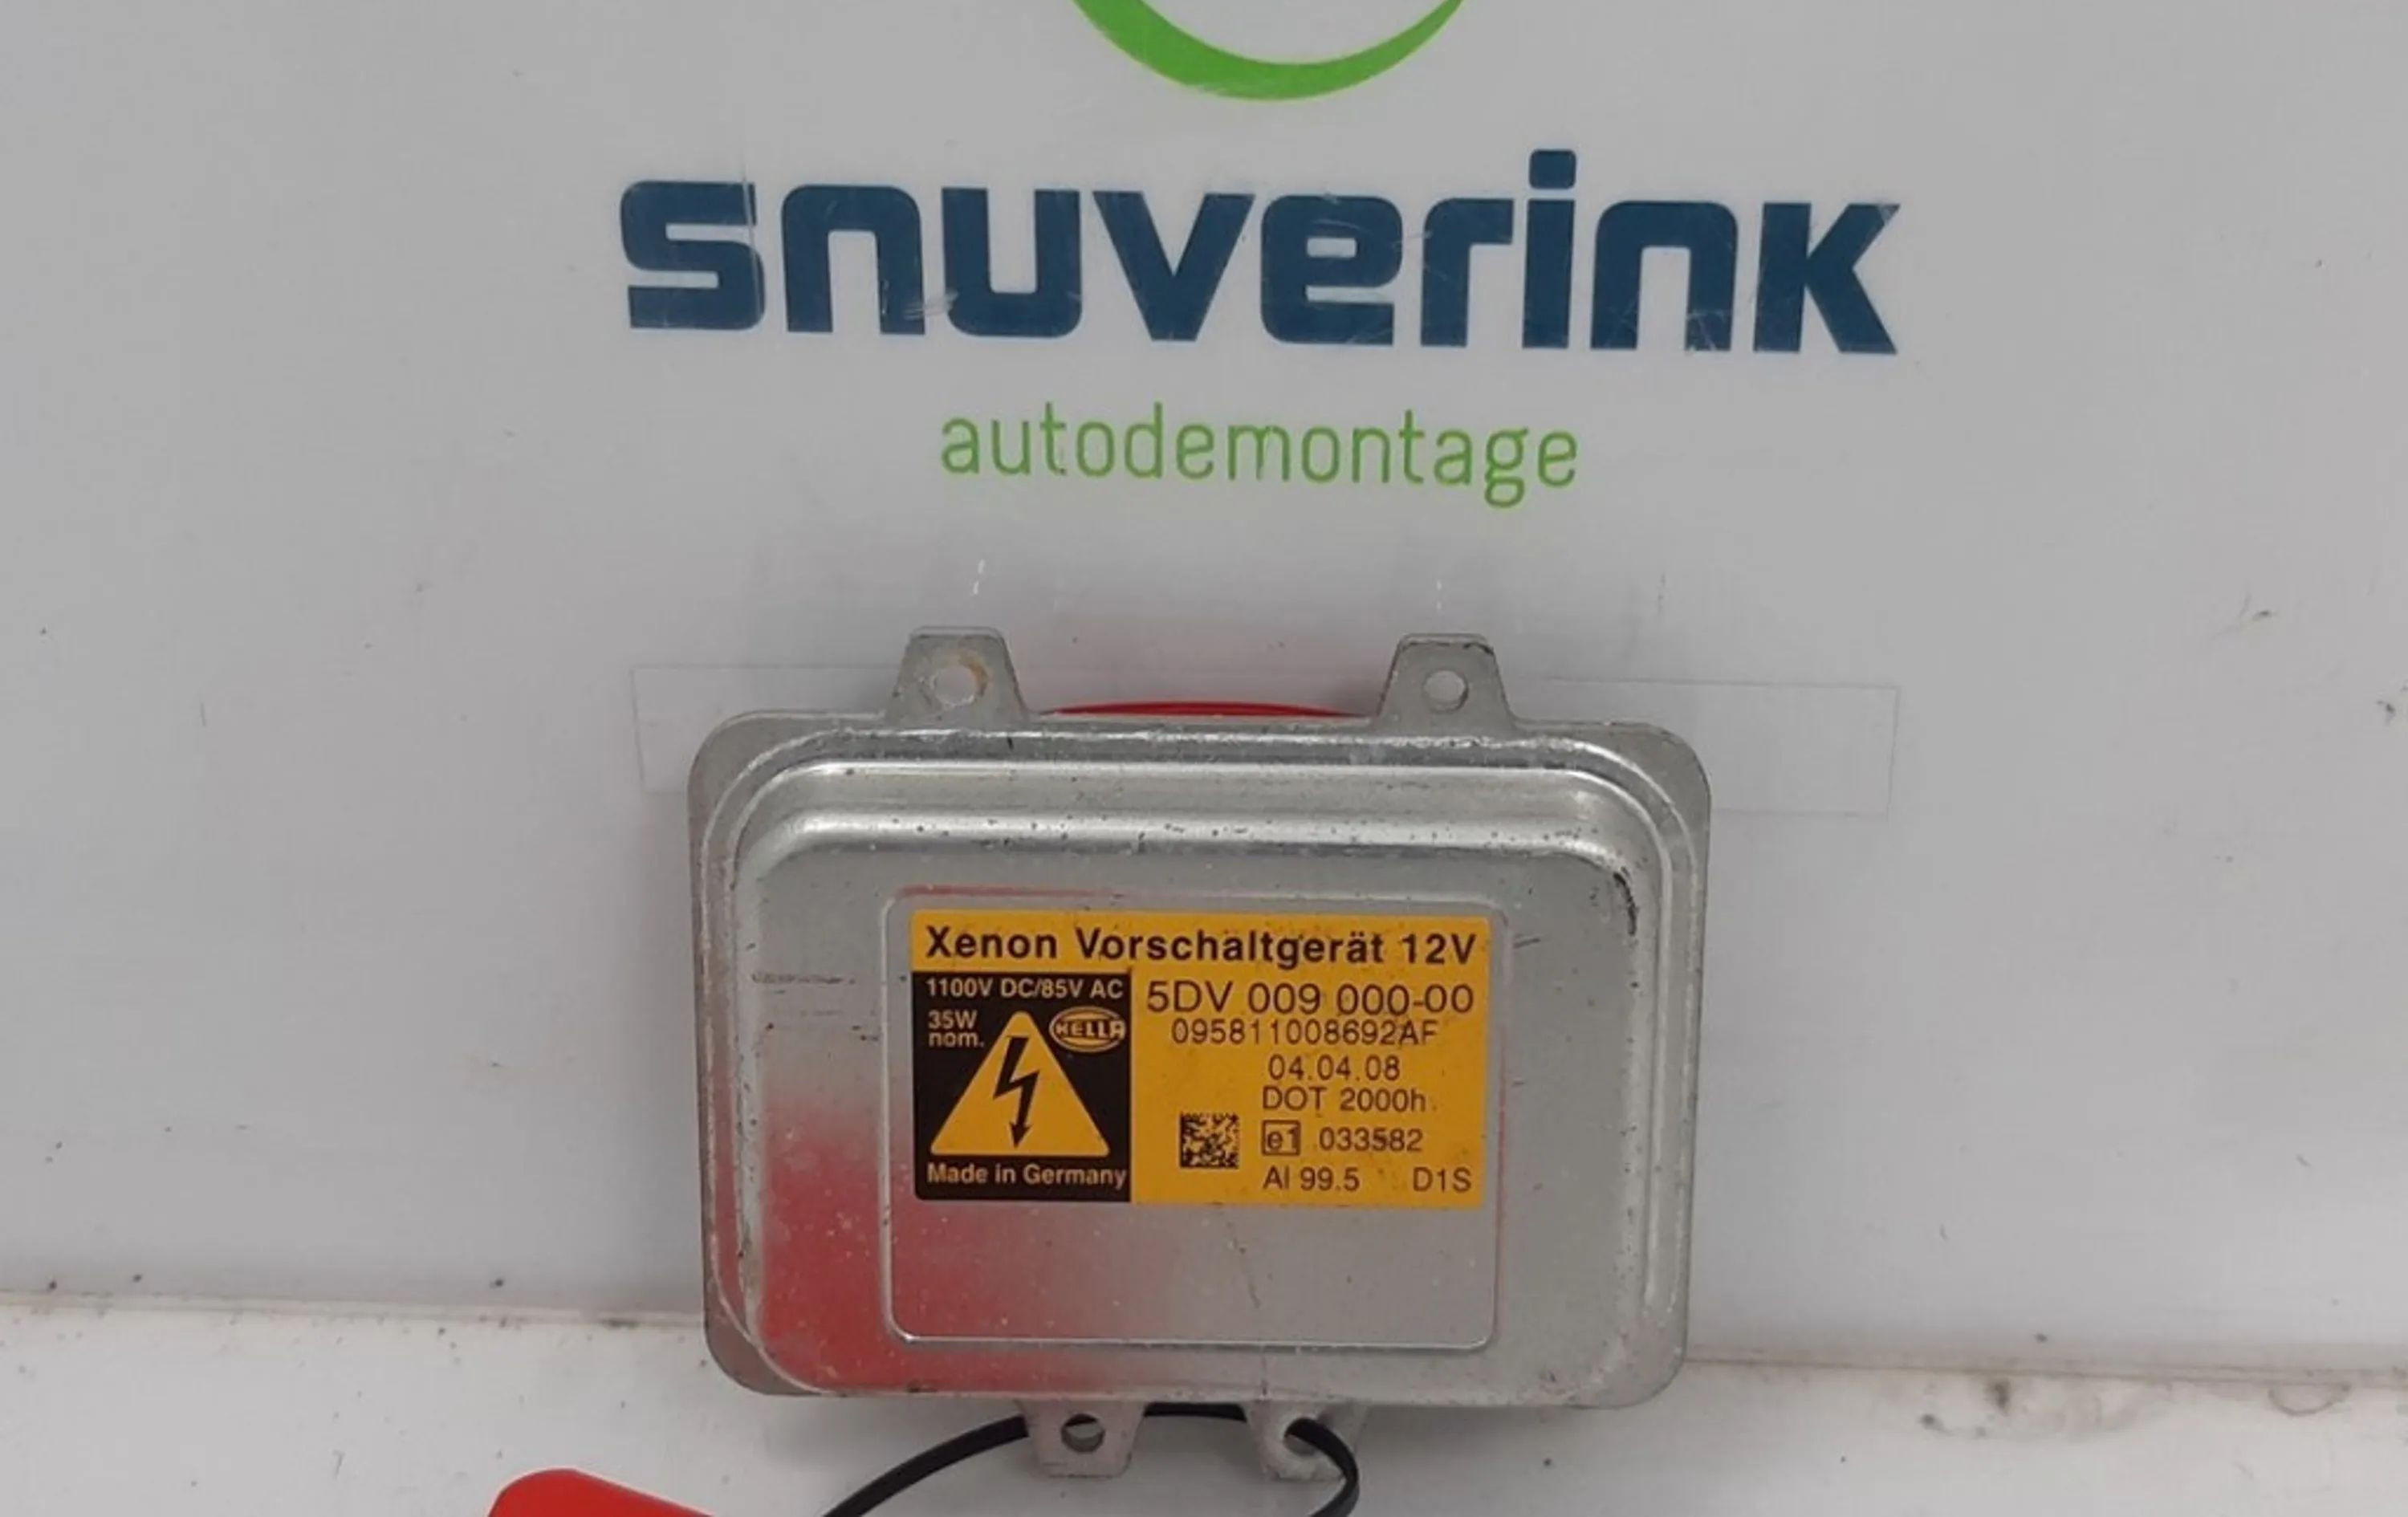 snuverink
autodemontage
Xenon Vorschaltgerät 12V
1100V DC/85V AC
35W
nom.
HELLA
Made in Germany
5DV 009 000-00
095811008692AF
04.04.08
DOT 2000h
e1 033582
Al 99.5 D1S